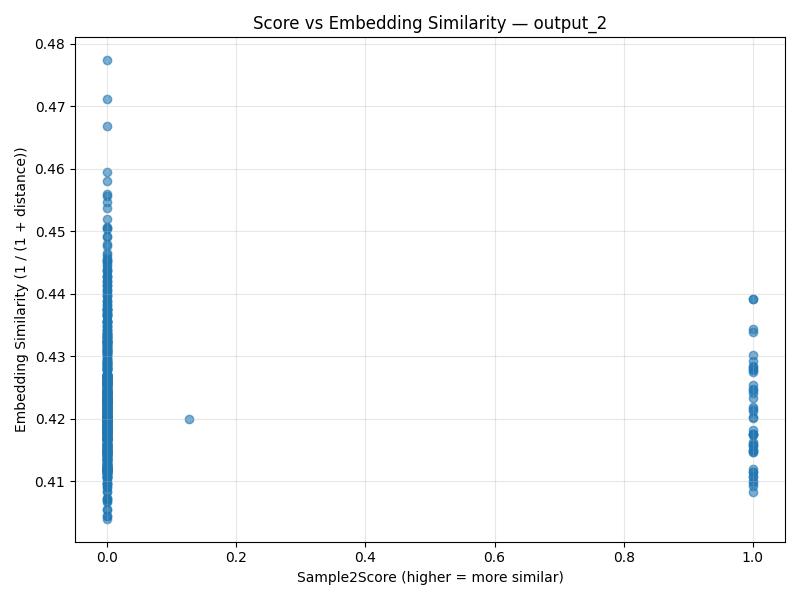 Score vs Embedding Similarity — output_2
Embedding Similarity (1 / (1 + distance))
0.48
0.47
0.46
0.45
0.44
0.43
0.42
0.41
0.0 0.2 0.4 0.6 0.8 1.0
Sample2Score (higher = more similar)